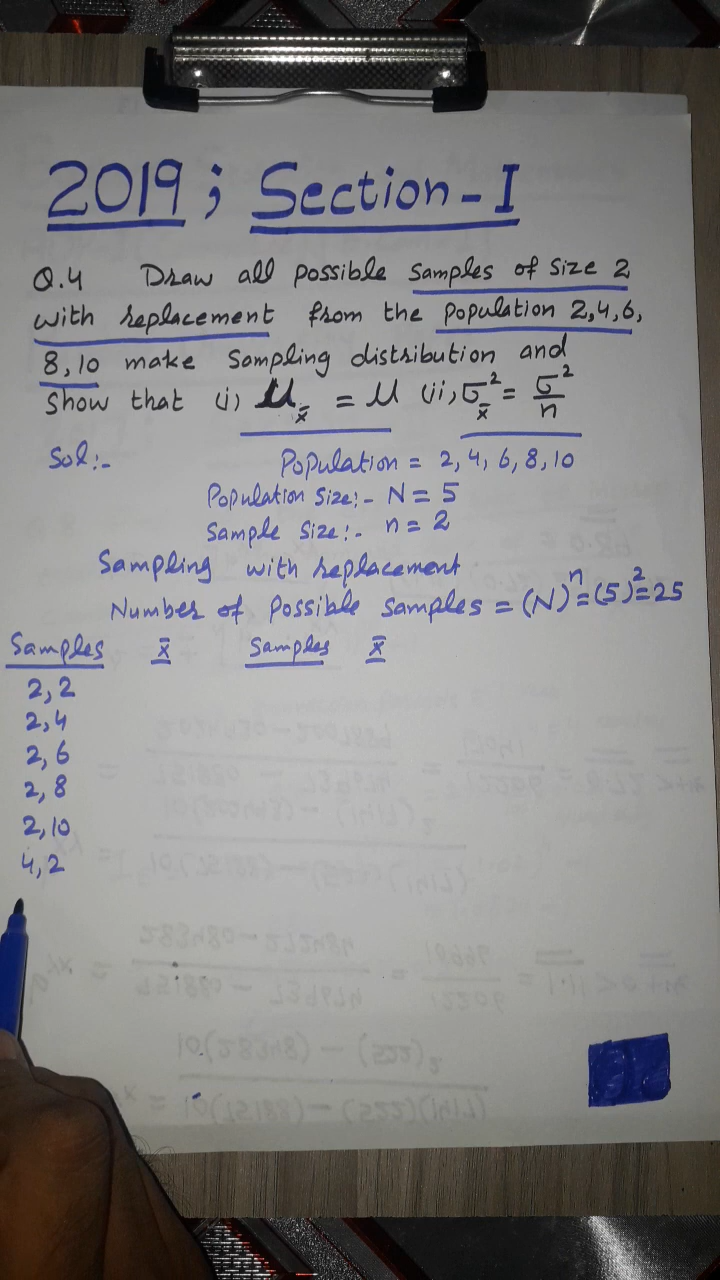 2019; Section-I
Q.4 Draw all possible samples of size 2
with replacement from the population 2,4,6,
8,10 make Sampling distribution and
Show that (i) μ_x̄ = μ (ii) σ²_x̄ = σ²/n
Sol:-
Population = 2, 4, 6, 8, 10
Population Size:- N = 5
Sample Size:- n = 2
Sampling with replacement
Number of Possible Samples = (N)ⁿ = (5)² = 25
Samples x̄ Samples x̄
2,2
2,4
2,6
2,8
2,10
4,2